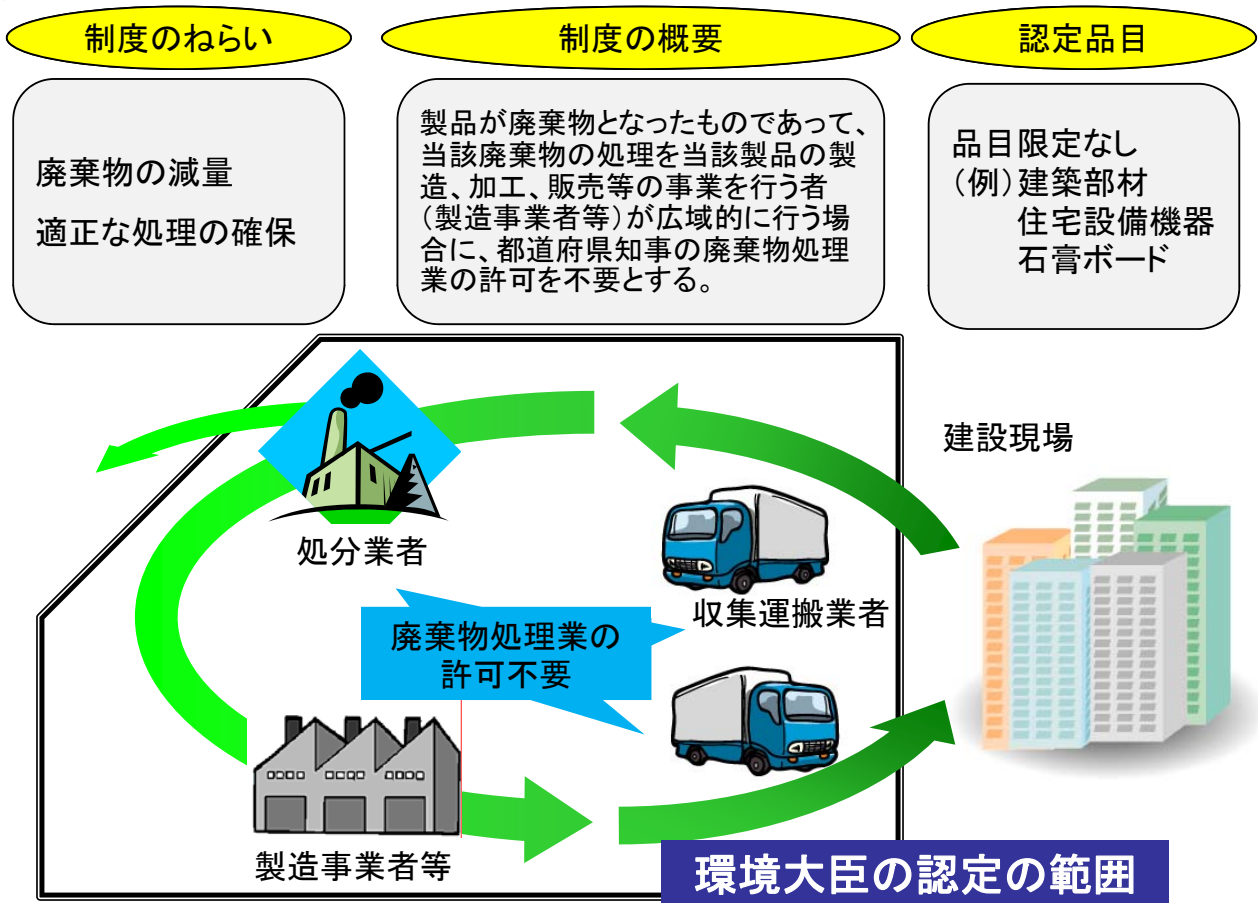 制度のねらい
制度の概要
認定品目
廃棄物の減量
適正な処理の確保
製品が廃棄物となったものであって、
当該廃棄物の処理を当該製品の製
造、加工、販売等の事業を行う者
（製造事業者等）が広域的に行う場
合に、都道府県知事の廃棄物処理
業の許可を不要とする。
品目限定なし
（例）建築部材
住宅設備機器
石膏ボード
建設現場
処分業者
収集運搬業者
廃棄物処理業の
許可不要
製造事業者等
環境大臣の認定の範囲